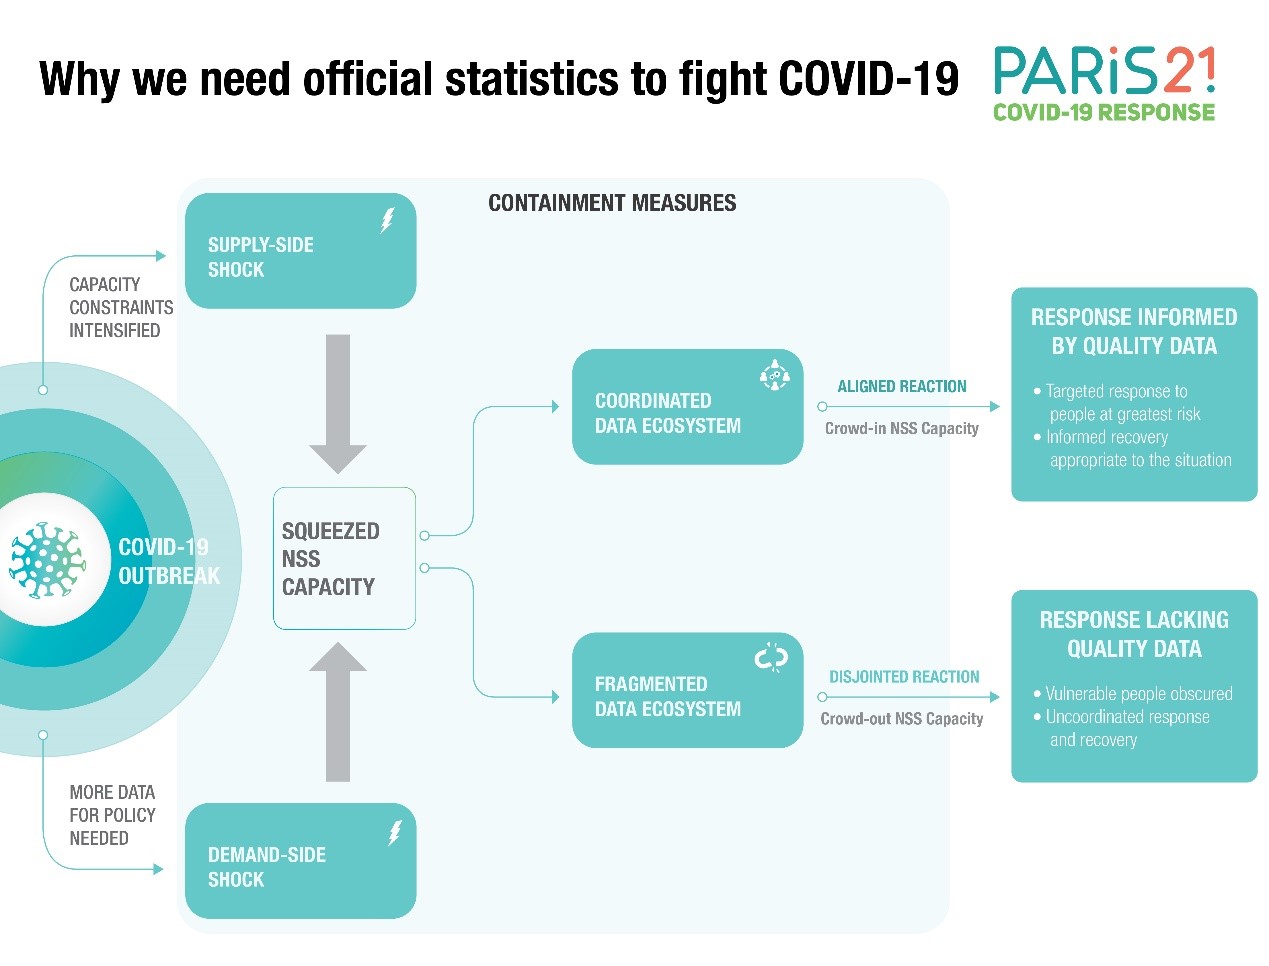 Why we need official statistics to fight COVID-19
PARiS21
COVID-19 RESPONSE
CONTAINMENT MEASURES
SUPPLY-SIDE
SHOCK
CAPACITY
CONSTRAINTS
INTENSIFIED
COVID-19
OUTBREAK
MORE DATA
FOR POLICY
NEEDED
DEMAND-SIDE
SHOCK
SQUEEZED
NSS
CAPACITY
COORDINATED
DATA ECOSYSTEM
ALIGNED REACTION
Crowd-in NSS Capacity
RESPONSE INFORMED
BY QUALITY DATA
• Targeted response to
people at greatest risk
• Informed recovery
appropriate to the situation
FRAGMENTED
DATA ECOSYSTEM
DISJOINTED REACTION
Crowd-out NSS Capacity
RESPONSE LACKING
QUALITY DATA
• Vulnerable people obscured
• Uncoordinated response
and recovery